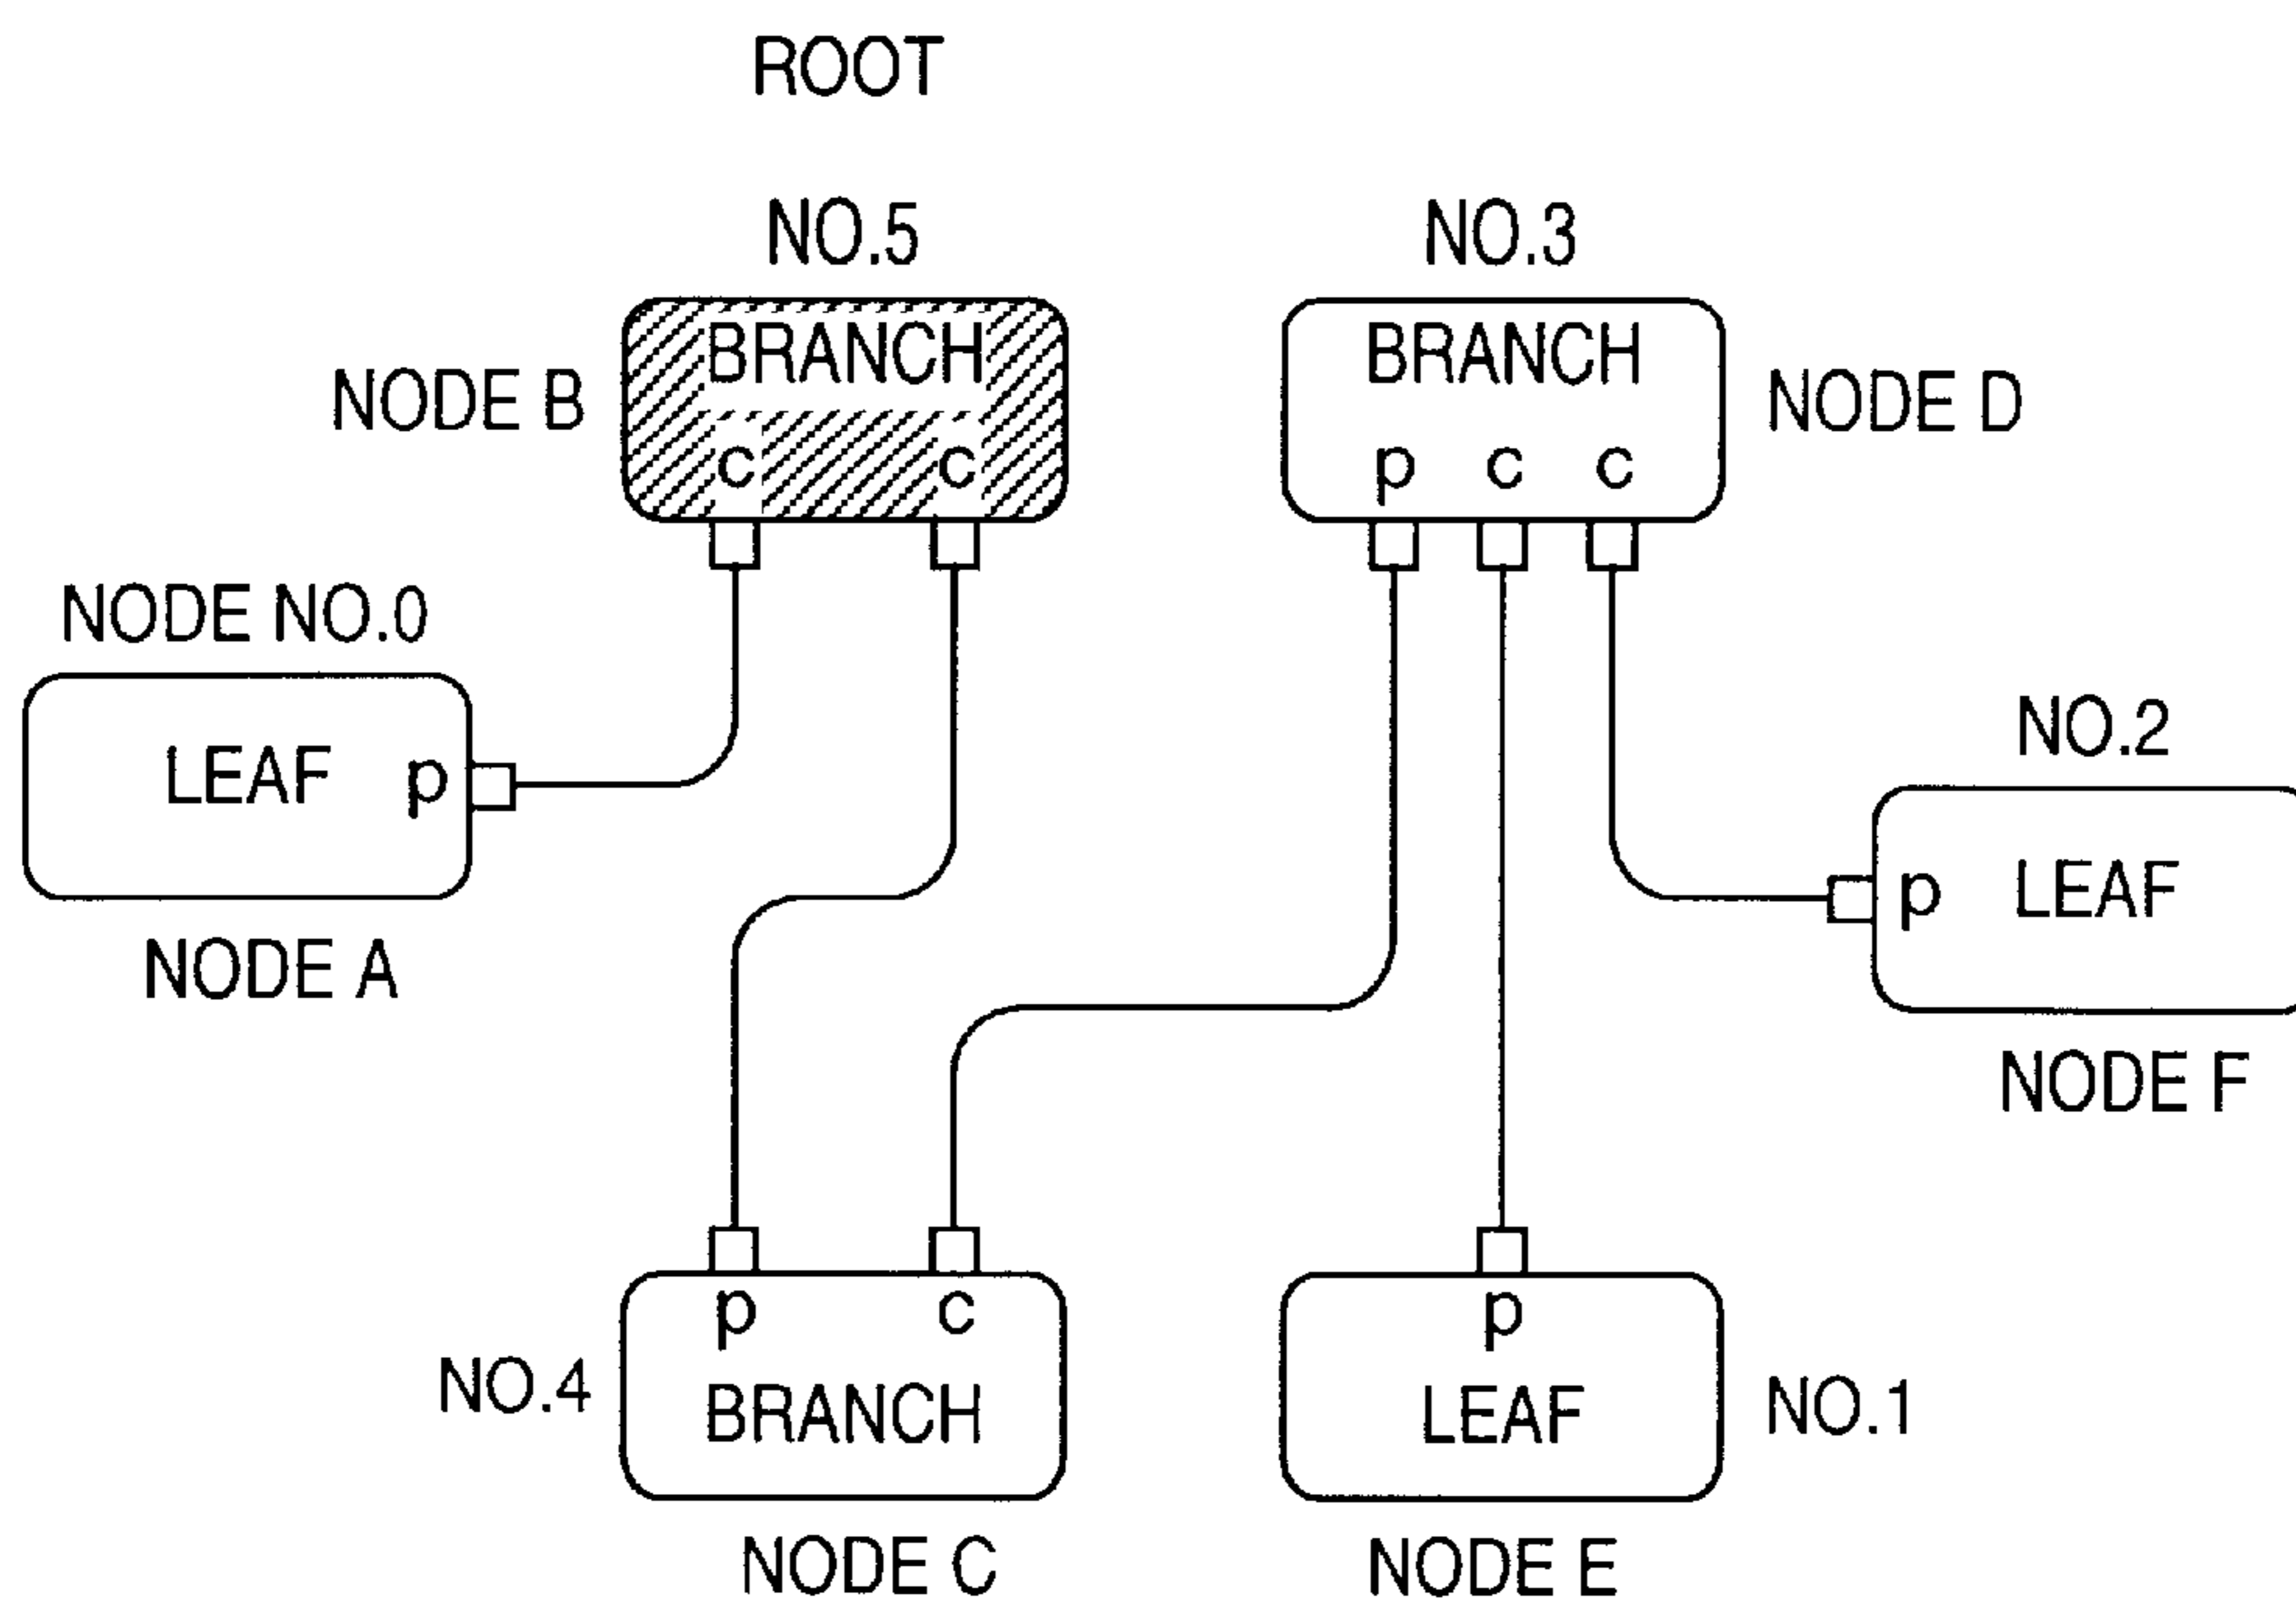 ROOT
NO.5
NO.3
BRANCH
BRANCH
NODE B
NODE D
c c
p c c
NODE NO.0
NO.2
LEAF p
p LEAF
NODE A
NODE F
p c
p
NO.4
NO.1
BRANCH
LEAF
NODE C
NODE E